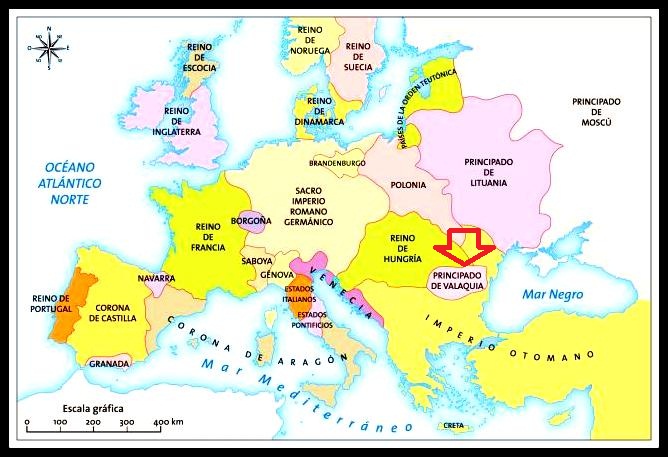 N
NO
NE
O
E
SO
SE
S
REINO
DE
ESCOCIA
REINO
DE
NORUEGA
REINO
DE
SUECIA
REINO
DE
INGLATERRA
REINO
DE
DINAMARCA
PAÍSES DE LA ORDEN TEUTÓNICA
PRINCIPADO
DE
MOSCÚ
OCÉANO
ATLÁNTICO
NORTE
BRANDENBURGO
PRINCIPADO
DE
LITUANIA
SACRO
IMPERIO
ROMANO
GERMÁNICO
POLONIA
BORGOÑA
REINO
DE
FRANCIA
REINO
DE
HUNGRÍA
SABOYA
GÉNOVA
VENECIA
PRINCIPADO
DE VALAQUIA
NAVARRA
ESTADOS
ITALIANOS
Mar Negro
REINO DE
PORTUGAL
CORONA
DE CASTILLA
ESTADOS
PONTIFICIOS
CORONA DE ARAGÓN
IMPERIO OTOMANO
GRANADA
Mar Mediterráneo
CRETA
Escala gráfica
0 100 200 300 400 km